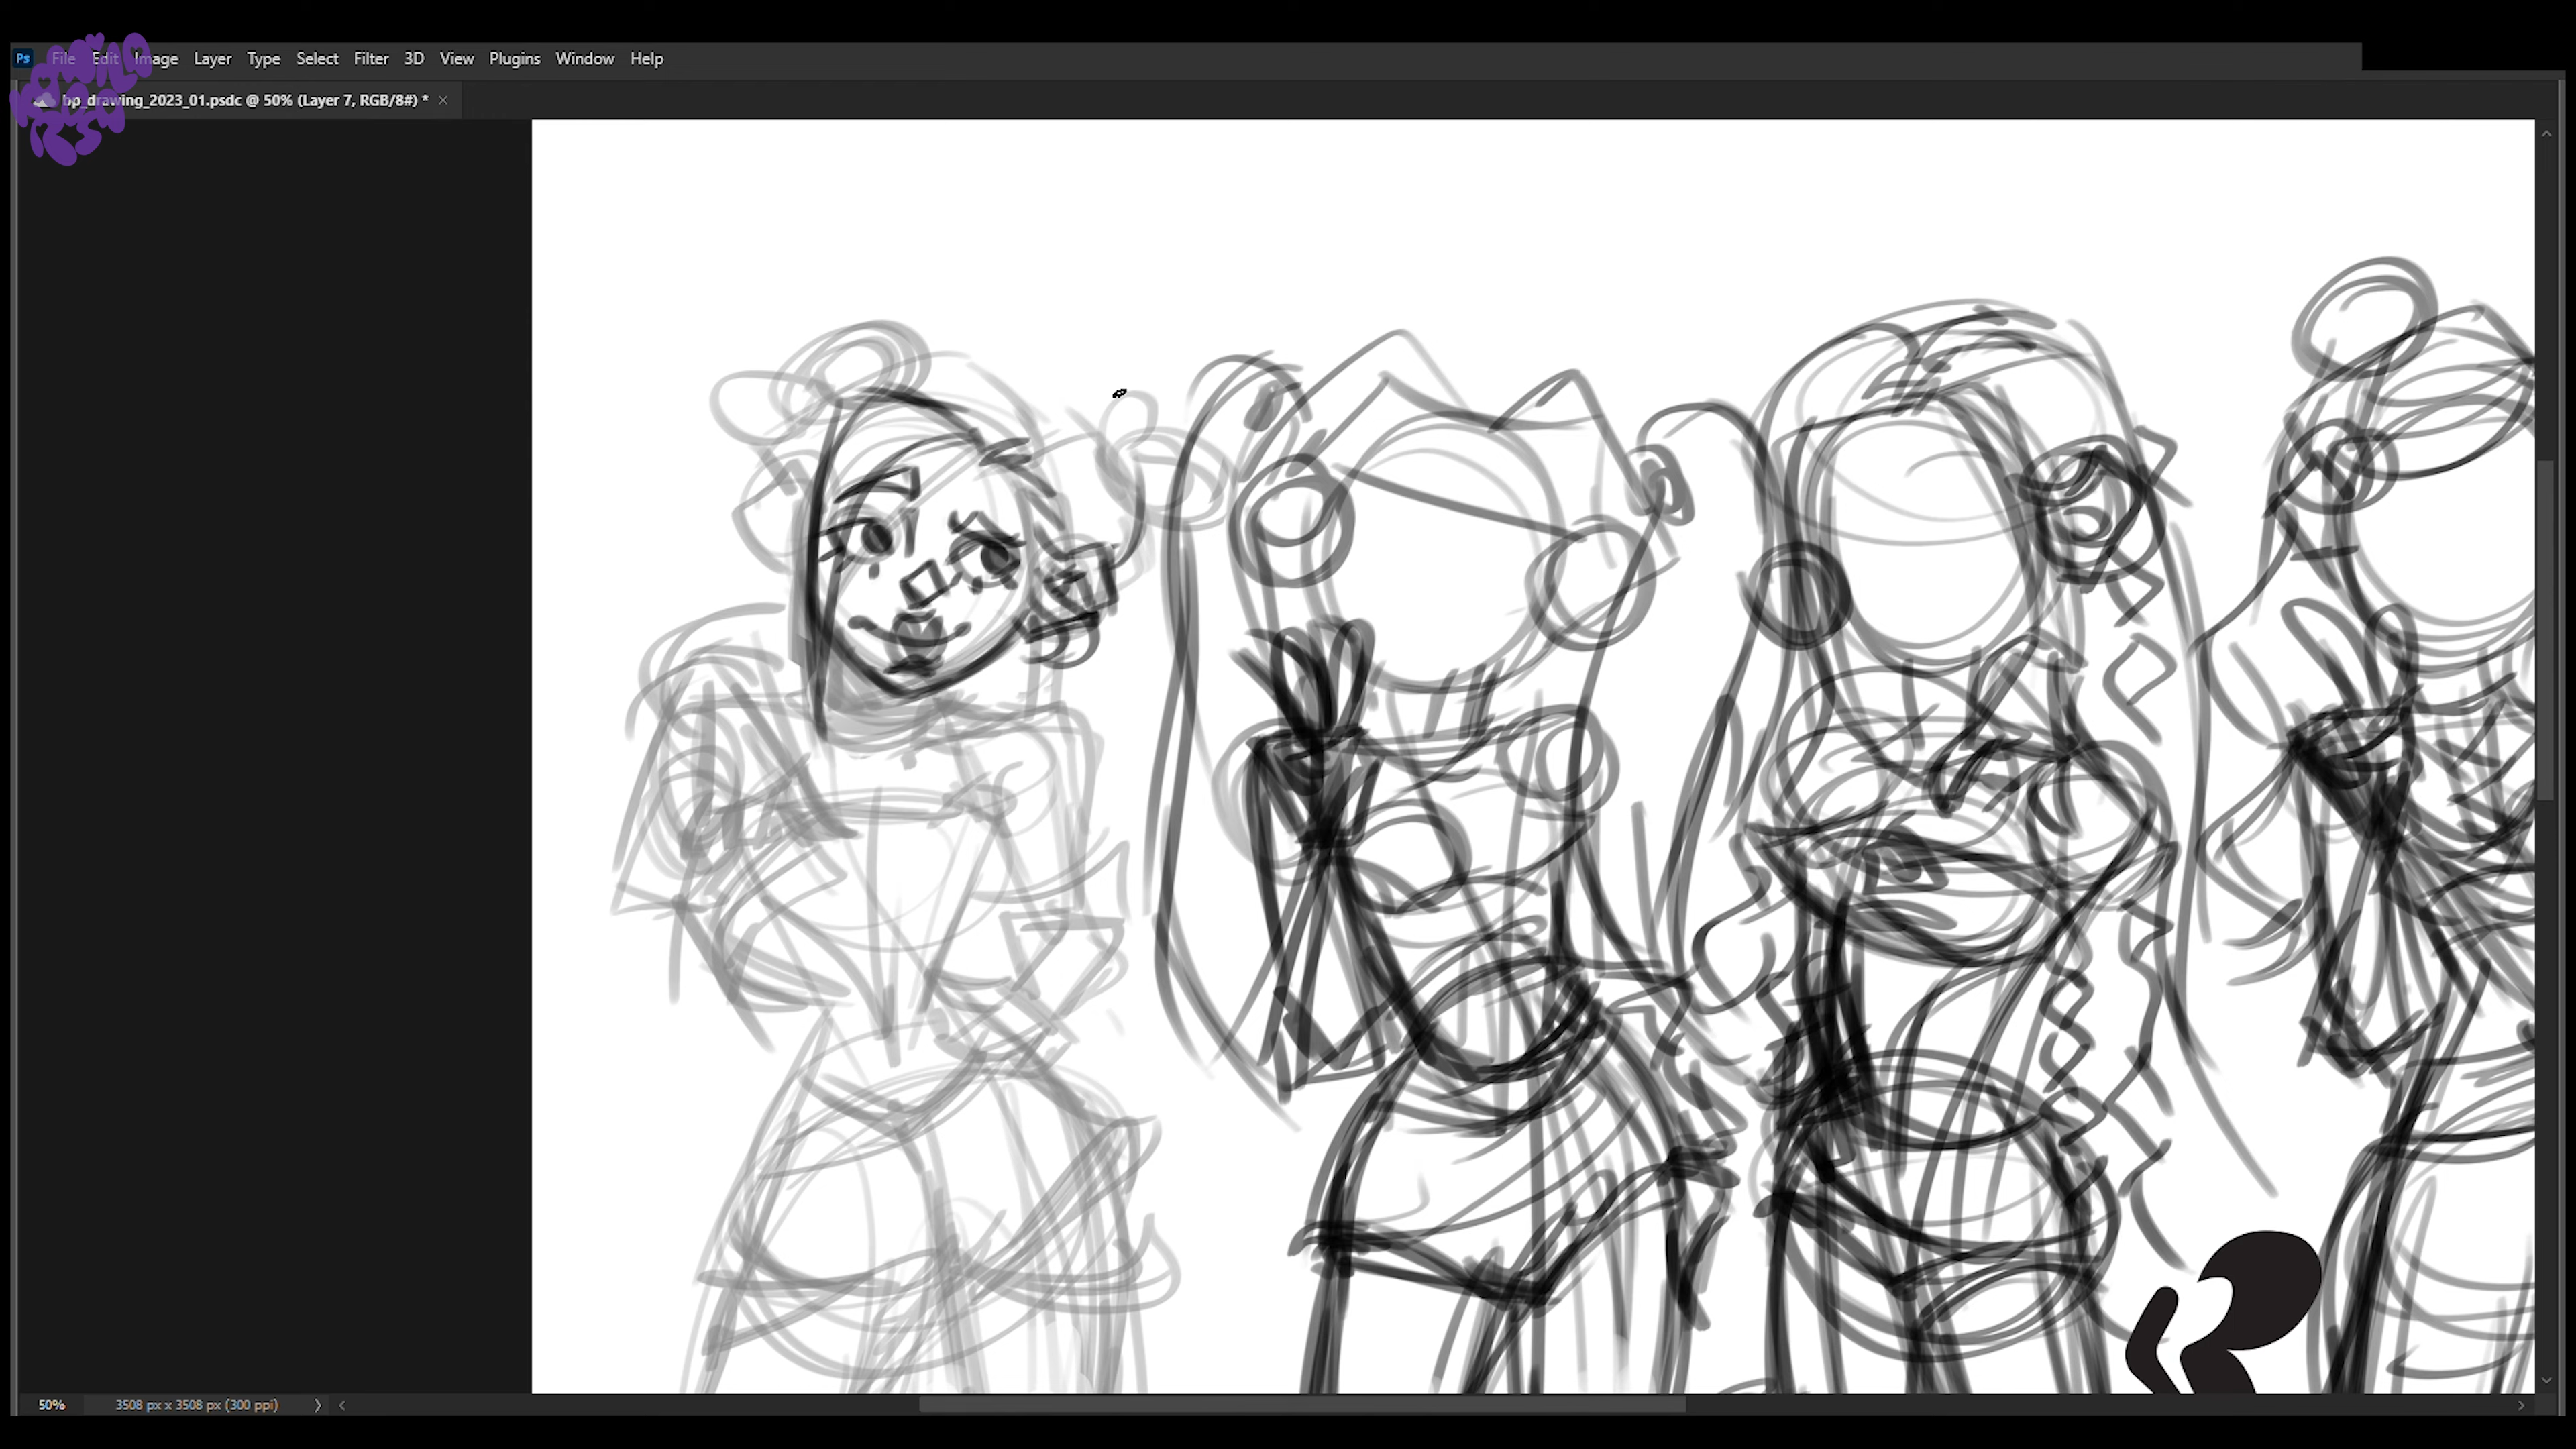 Ps File Edit Image Layer Type Select Filter 3D View Plugins Window Help
bp_drawing_2023_01.psdc @ 50% (Layer 7, RGB/8#) * ×
50% 3508 px x 3508 px (300 ppi)